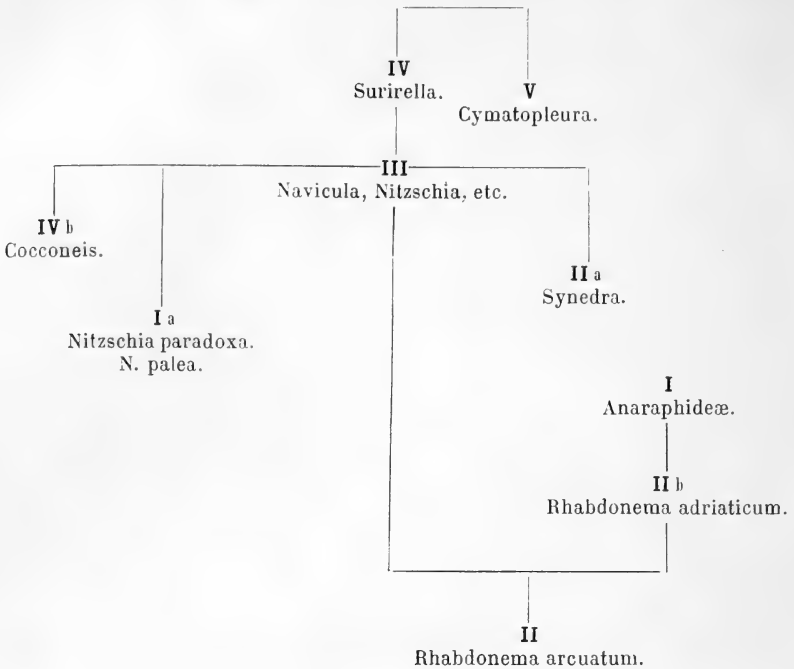 IV
Surirella.
V
Cymatopleura.
III
Navicula, Nitzschia, etc.
IV b
Cocconeis.
II a
Synedra.
I a
Nitzschia paradoxa.
N. palea.
I
Anaraphideæ.
II b
Rhabdonema adriaticum.
II
Rhabdonema arcuatum.